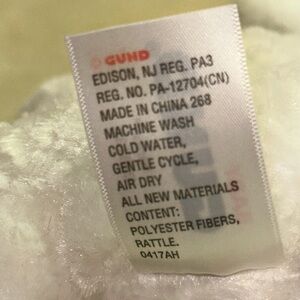 GUND
EDISON, NJ REG. PA3
REG. NO. PA-12704(CN)
MADE IN CHINA 268
MACHINE WASH
COLD WATER,
GENTLE CYCLE,
AIR DRY
ALL NEW MATERIALS
CONTENT:
POLYESTER FIBERS,
RATTLE.
0417AH